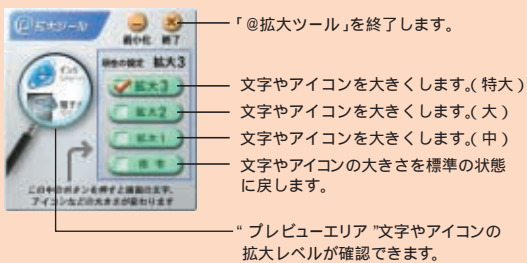 @拡大ツール
最小化 終了
「@拡大ツール」を終了します。
現在の設定 拡大3
拡大3
文字やアイコンを大きくします。(特大)
拡大2
文字やアイコンを大きくします。(大)
拡大1
文字やアイコンを大きくします。(中)
標準
文字やアイコンの大きさを標準の状態
に戻します。
この中のボタンを押すと画面の文字、
アイコンなどの大きさが変わります
“プレビューエリア”文字やアイコンの
拡大レベルが確認できます。